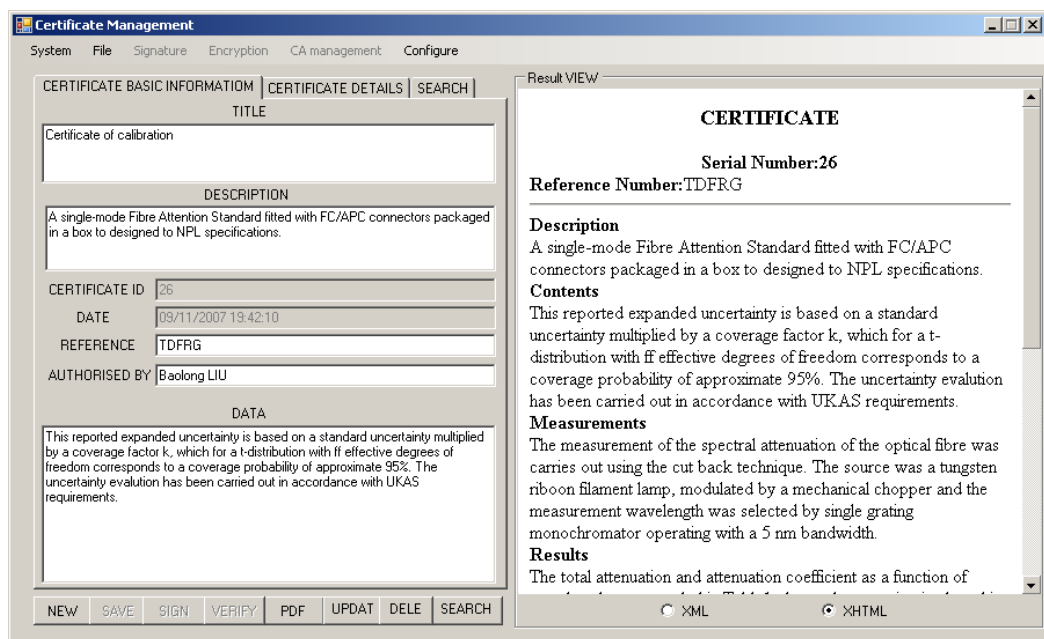 Certificate Management
System File Signature Encryption CA management Configure
CERTIFICATE BASIC INFORMATIOM CERTIFICATE DETAILS SEARCH
TITLE
Certificate of calibration
DESCRIPTION
A single-mode Fibre Attention Standard fitted with FC/APC connectors packaged
in a box to designed to NPL specifications.
CERTIFICATE ID 26
DATE 09/11/2007 19:42:10
REFERENCE TDFRG
AUTHORISED BY Baolong LIU
DATA
This reported expanded uncertainty is based on a standard uncertainty multiplied
by a coverage factor k, which for a t-distribution with ff effective degrees of
freedom corresponds to a coverage probability of approximate 95%. The
uncertainty evalution has been carried out in accordance with UKAS
requirements.
NEW SAVE SIGN VERIFY PDF UPDAT DELE SEARCH
Result VIEW
CERTIFICATE
Serial Number:26
Reference Number:TDFRG
Description
A single-mode Fibre Attention Standard fitted with FC/APC
connectors packaged in a box to designed to NPL specifications.
Contents
This reported expanded uncertainty is based on a standard
uncertainty multiplied by a coverage factor k, which for a t-
distribution with ff effective degrees of freedom corresponds to a
coverage probability of approximate 95%. The uncertainty evalution
has been carried out in accordance with UKAS requirements.
Measurements
The measurement of the spectral attenuation of the optical fibre was
carries out using the cut back technique. The source was a tungsten
riboon filament lamp, modulated by a mechanical chopper and the
measurement wavelength was selected by single grating
monochromator operating with a 5 nm bandwidth.
Results
The total attenuation and attenuation coefficient as a function of
XML XHTML